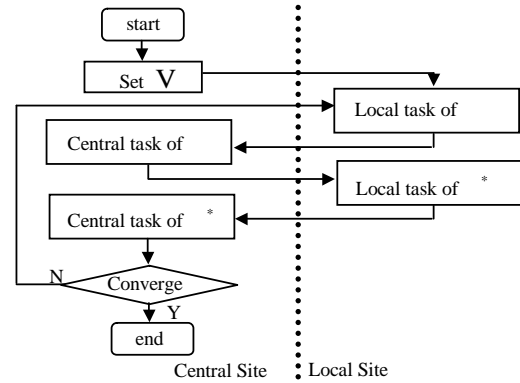 start
Set V
Local task of
Central task of
Local task of *
Central task of *
N
Converge
Y
end
Central Site
Local Site